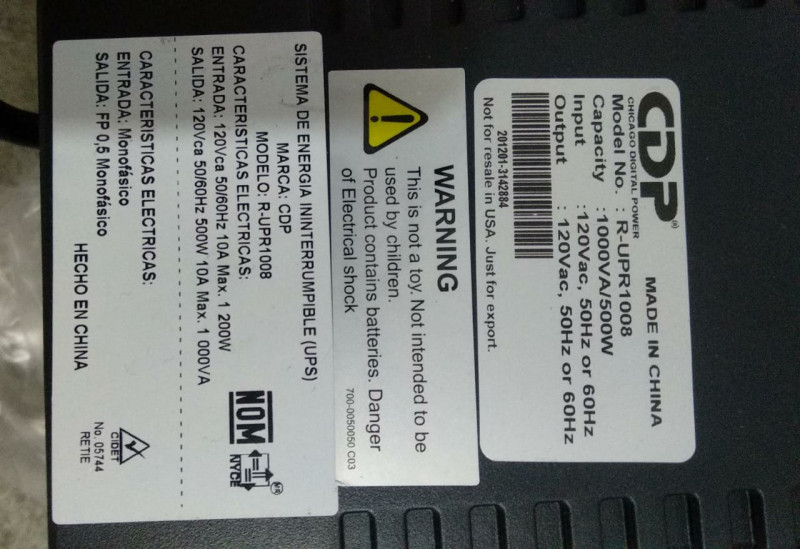 CDP®
CHICAGO DIGITAL POWER
MADE IN CHINA
Model No. : R-UPR1008
Capacity :1000VA/500W
Input :120Vac, 50Hz or 60Hz
Output : 120Vac, 50Hz or 60Hz
201201-3142884
Not for resale in USA. Just for export.
WARNING
This is not a toy. Not intended to be
used by children.
Product contains batteries. Danger
of Electrical shock
700-0050050 C03
SISTEMA DE ENERGIA ININTERRUMPIBLE (UPS)
MARCA: CDP
MODELO: R-UPR1008
CARACTERISTICAS ELECTRICAS:
ENTRADA: 120Vca 50/60Hz 10A Max. 1 200W
SALIDA: 120Vca 50/60Hz 500W 10A Max. 1 000VA
NOM
NYCE
MR
CARACTERISTICAS ELECTRICAS:
ENTRADA: Monofásico
SALIDA: FP 0,5 Monofásico
HECHO EN CHINA
CIDET
No. 05744
RETIE